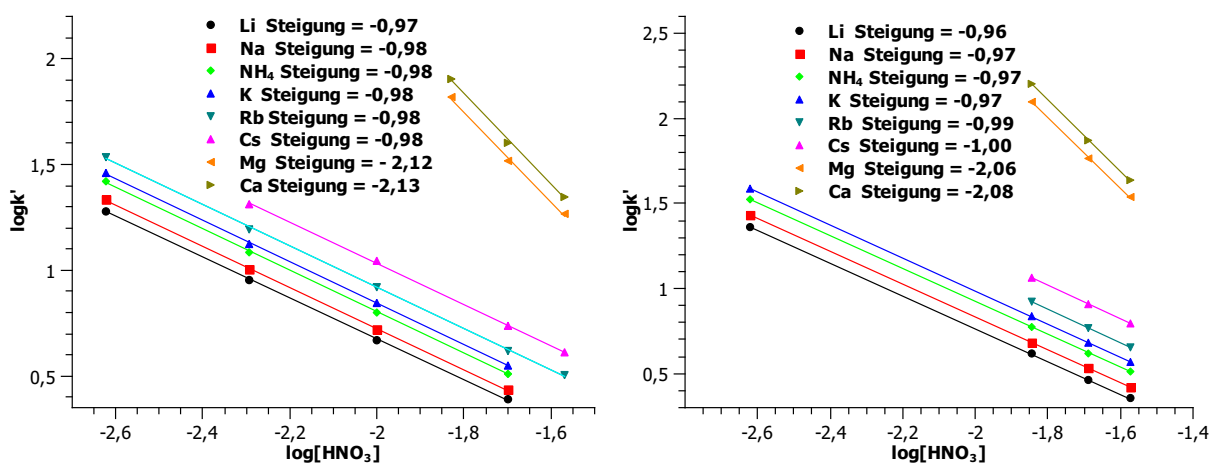 Li Steigung = -0,97
Na Steigung = -0,98
NH₄ Steigung = -0,98
K Steigung = -0,98
Rb Steigung = -0,98
Cs Steigung = -0,98
Mg Steigung = - 2,12
Ca Steigung = -2,13
logk'
2
1,5
1
0,5
-2,6
-2,4
-2,2
-2
-1,8
-1,6
log[HNO₃]
Li Steigung = -0,96
Na Steigung = -0,97
NH₄ Steigung = -0,97
K Steigung = -0,97
Rb Steigung = -0,99
Cs Steigung = -1,00
Mg Steigung = -2,06
Ca Steigung = -2,08
logk'
2,5
2
1,5
1
0,5
-2,6
-2,4
-2,2
-2
-1,8
-1,6
-1,4
log[HNO₃]